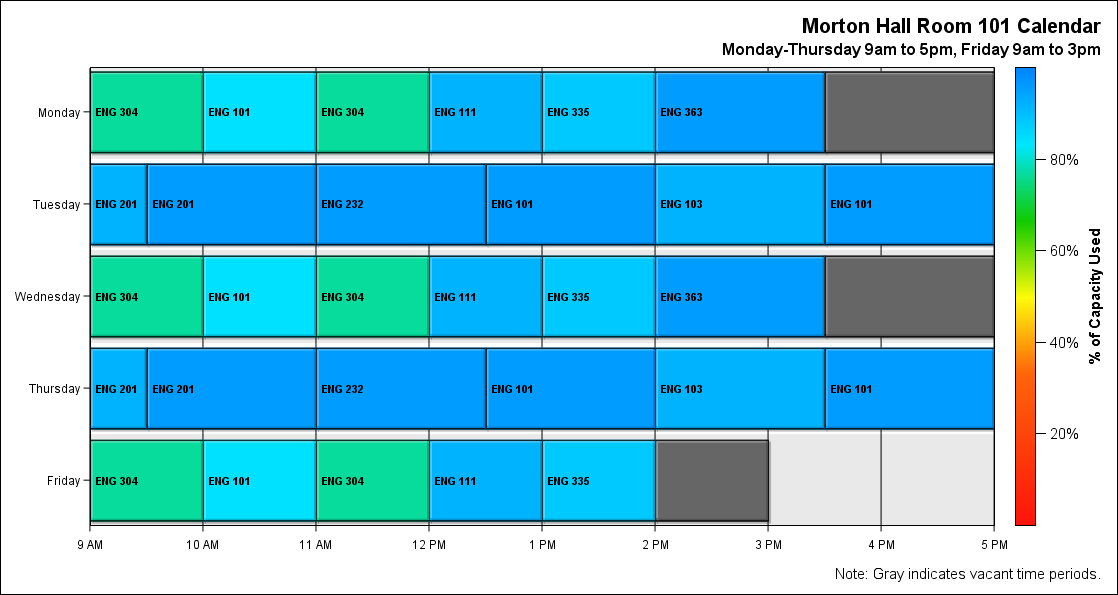 Morton Hall Room 101 Calendar
Monday-Thursday 9am to 5pm, Friday 9am to 3pm
Monday ENG 304 ENG 101 ENG 304 ENG 111 ENG 335 ENG 363
Tuesday ENG 201 ENG 201 ENG 232 ENG 101 ENG 103 ENG 101
Wednesday ENG 304 ENG 101 ENG 304 ENG 111 ENG 335 ENG 363
Thursday ENG 201 ENG 201 ENG 232 ENG 101 ENG 103 ENG 101
Friday ENG 304 ENG 101 ENG 304 ENG 111 ENG 335
9 AM 10 AM 11 AM 12 PM 1 PM 2 PM 3 PM 4 PM 5 PM
80%
60%
40%
20%
% of Capacity Used
Note: Gray indicates vacant time periods.